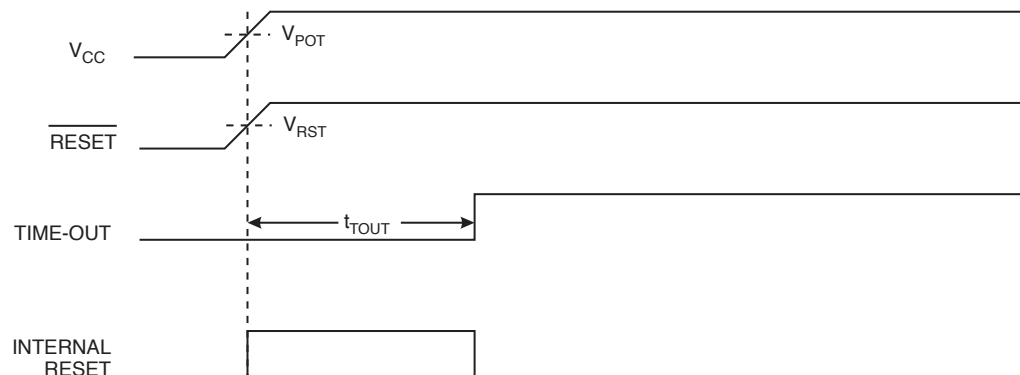 V_CC
V_POT
RESET
V_RST
TIME-OUT
t_TOUT
INTERNAL
RESET